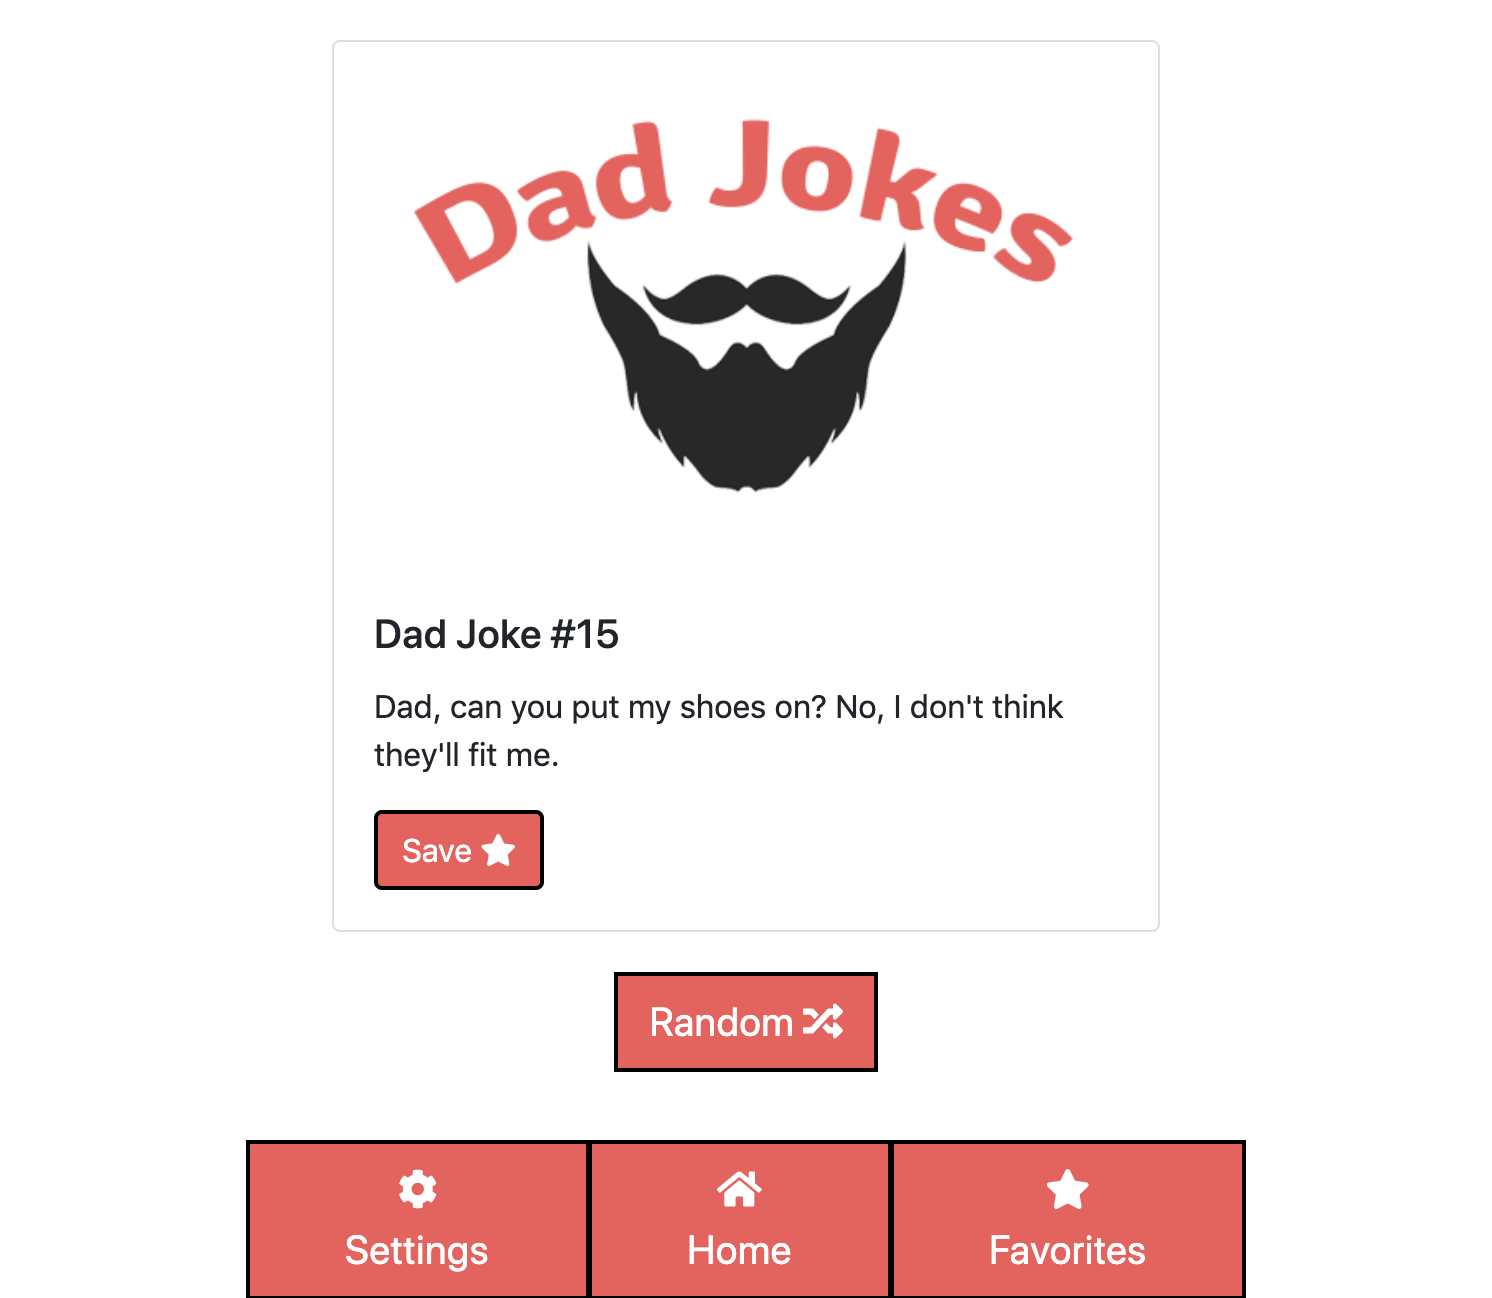 Dad Jokes
Dad Joke #15
Dad, can you put my shoes on? No, I don't think
they'll fit me.
Save
Random
Settings
Home
Favorites